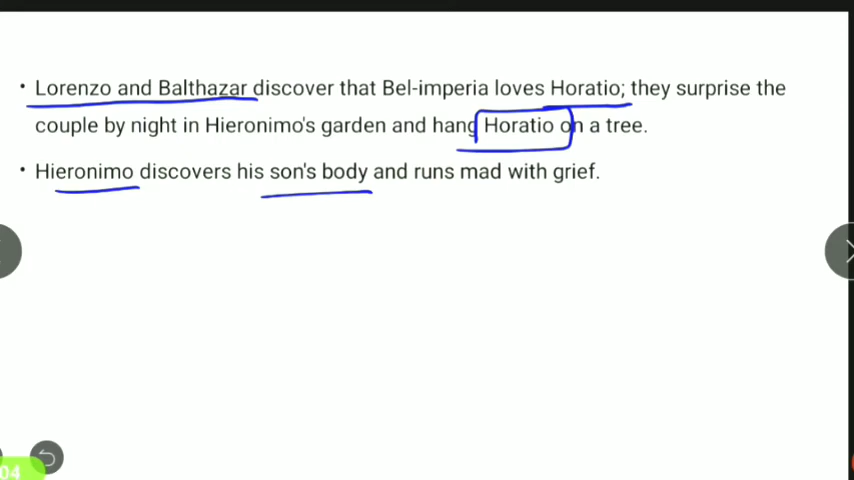 • Lorenzo and Balthazar discover that Bel-imperia loves Horatio; they surprise the
couple by night in Hieronimo's garden and hang Horatio on a tree.
• Hieronimo discovers his son's body and runs mad with grief.
04